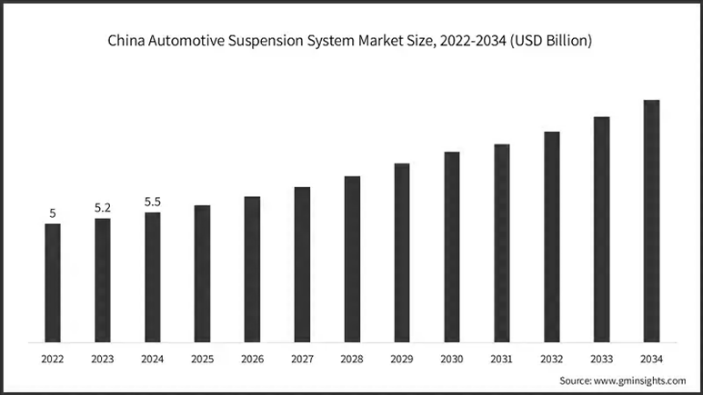 China Automotive Suspension System Market Size, 2022-2034 (USD Billion)
5
5.2
5.5
2022 2023 2024 2025 2026 2027 2028 2029 2030 2031 2032 2033 2034
Source: www.gminsights.com